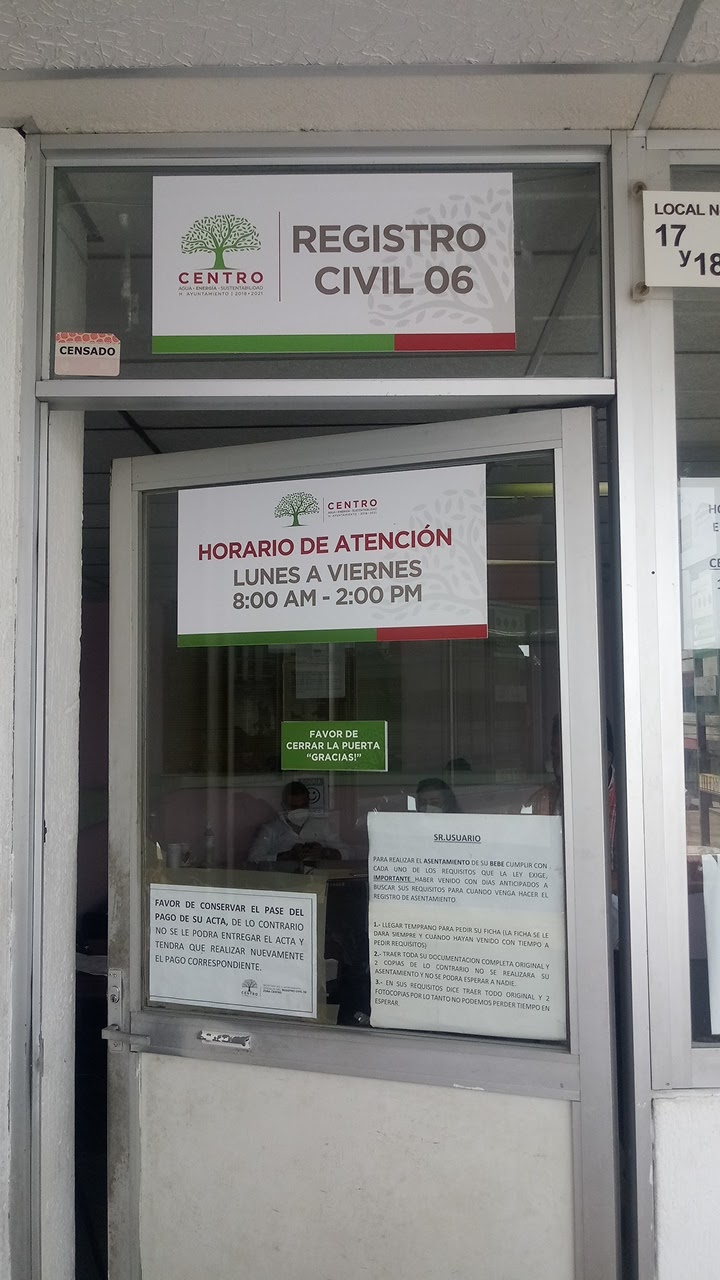 CENTRO
AGUA • ENERGÍA • SUSTENTABILIDAD
H. AYUNTAMIENTO | 2018•2021
REGISTRO
CIVIL 06
LOCAL N
17
y 18
CENSADO
CENTRO
AGUA • ENERGÍA • SUSTENTABILIDAD
H. AYUNTAMIENTO | 2018•2021
HORARIO DE ATENCIÓN
LUNES A VIERNES
8:00 AM - 2:00 PM
FAVOR DE
CERRAR LA PUERTA
“GRACIAS!”
SR.USUARIO
PARA REALIZAR EL ASENTAMIENTO DE SU BEBE CUMPLIR CON
CADA UNO DE LOS REQUISITOS QUE LA LEY EXIGE.
IMPORTANTE HABER VENIDO CON DIAS ANTICIPADOS A
BUSCAR SUS REQUISITOS PARA CUANDO VENGA HACER EL
REGISTRO DE ASENTAMIENTO.
1.- LLEGAR TEMPRANO PARA PEDIR SU FICHA (LA FICHA SE LE
DARA SIEMPRE Y CUANDO HAYAN VENIDO CON TIEMPO A
PEDIR REQUISITOS)
2.- TRAER TODA SU DOCUMENTACION COMPLETA ORIGINAL Y
2 COPIAS DE LO CONTRARIO NO SE REALIZARA SU
ASENTAMIENTO Y NO SE PODRA ESPERAR A NADIE.
3.- EN SUS REQUISITOS DICE TRAER TODO ORIGINAL Y 2
FOTOCOPIAS POR LO TANTO NO PODEMOS PERDER TIEMPO EN
ESPERAR.
FAVOR DE CONSERVAR EL PASE DEL
PAGO DE SU ACTA, DE LO CONTRARIO
NO SE LE PODRA ENTREGAR EL ACTA Y
TENDRA QUE REALIZAR NUEVAMENTE
EL PAGO CORRESPONDIENTE.
CENTRO